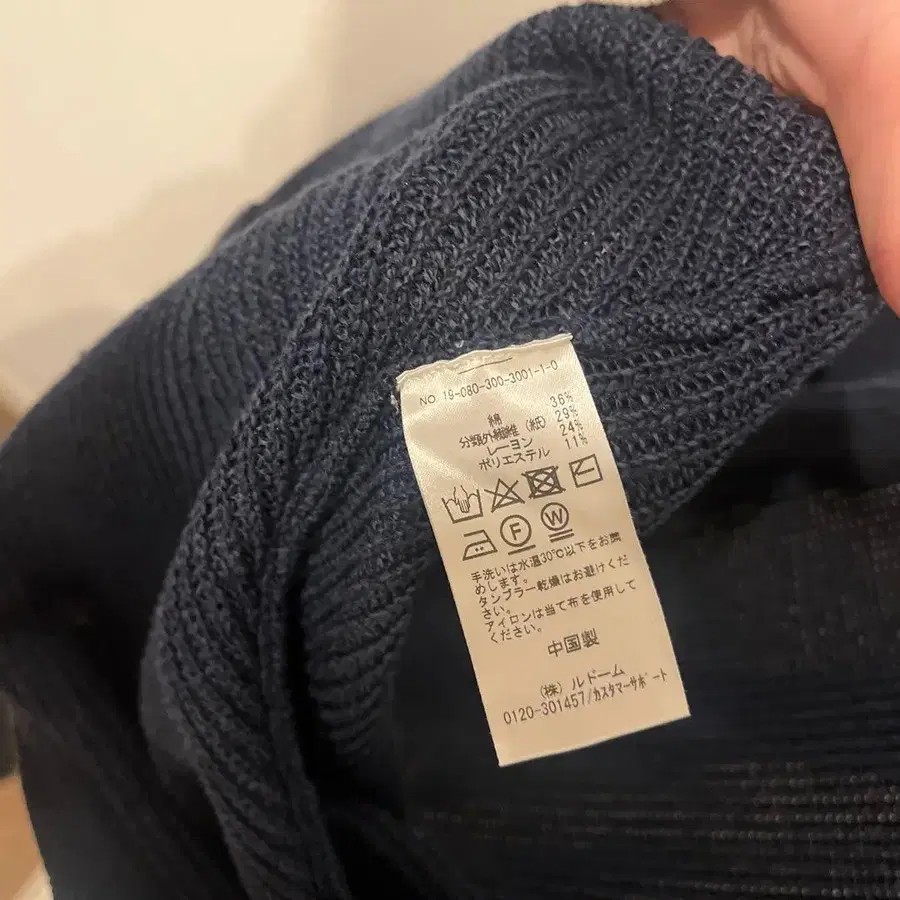 NO. 19-080-300-3001-1-0
綿 36%
分類外繊維 (紙) 29%
レーヨン 24%
ポリエステル 11%
F W
手洗いは水温30℃以下をお薦
めします。
タンブラー乾燥はお避けくだ
さい。
アイロンは当て布を使用して
ください。
中国製
(株) ルドーム
0120-301457/カスタマーサポート